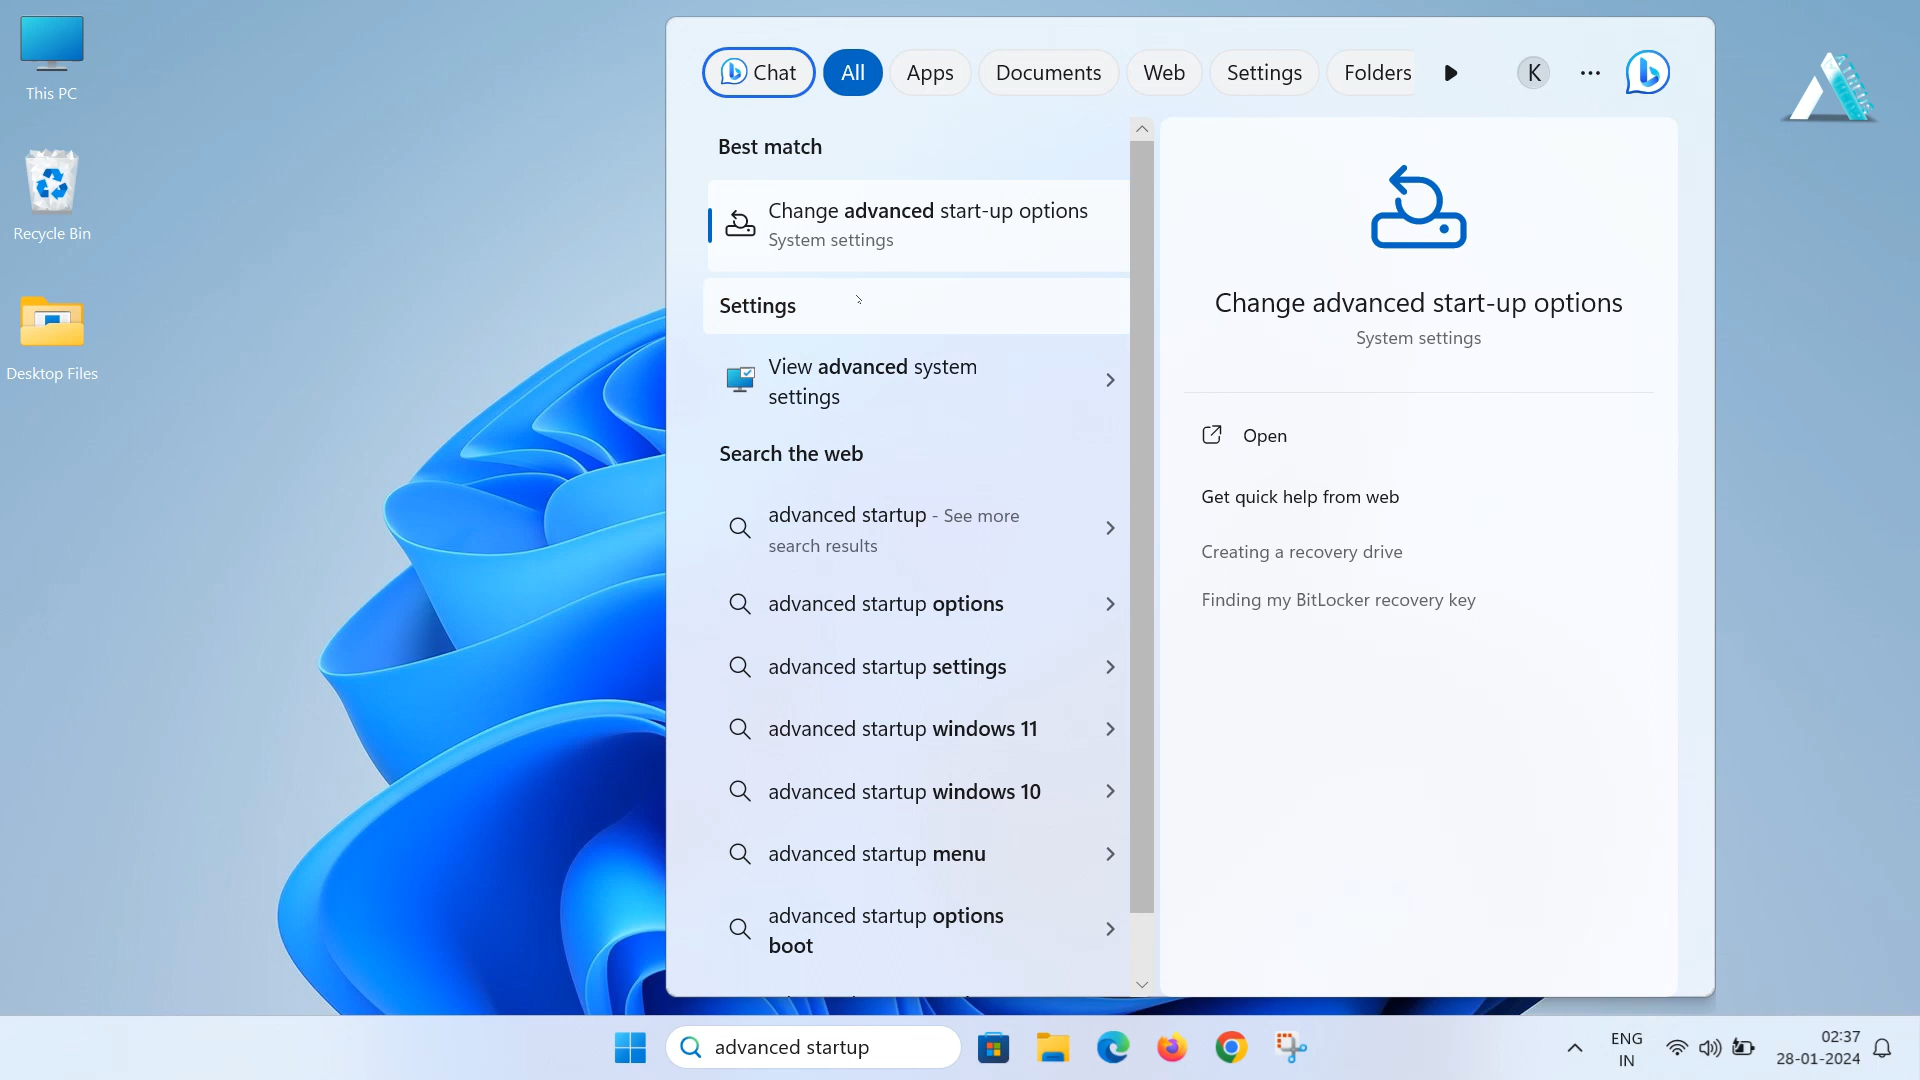 This PC
Recycle Bin
Desktop Files
Chat
All
Apps
Documents
Web
Settings
Folders
K
Best match
Change advanced start-up options
System settings
Settings
View advanced system
settings
Search the web
advanced startup - See more
search results
advanced startup options
advanced startup settings
advanced startup windows 11
advanced startup windows 10
advanced startup menu
advanced startup options
boot
Change advanced start-up options
System settings
Open
Get quick help from web
Creating a recovery drive
Finding my BitLocker recovery key
advanced startup
ENG
IN
02:37
28-01-2024